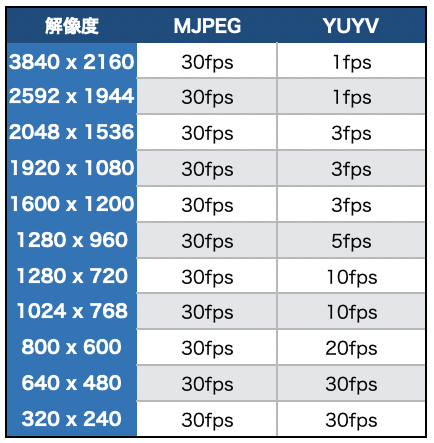 解像度 MJPEG YUYV
3840 x 2160 30fps 1fps
2592 x 1944 30fps 1fps
2048 x 1536 30fps 3fps
1920 x 1080 30fps 3fps
1600 x 1200 30fps 3fps
1280 x 960 30fps 5fps
1280 x 720 30fps 10fps
1024 x 768 30fps 10fps
800 x 600 30fps 20fps
640 x 480 30fps 30fps
320 x 240 30fps 30fps